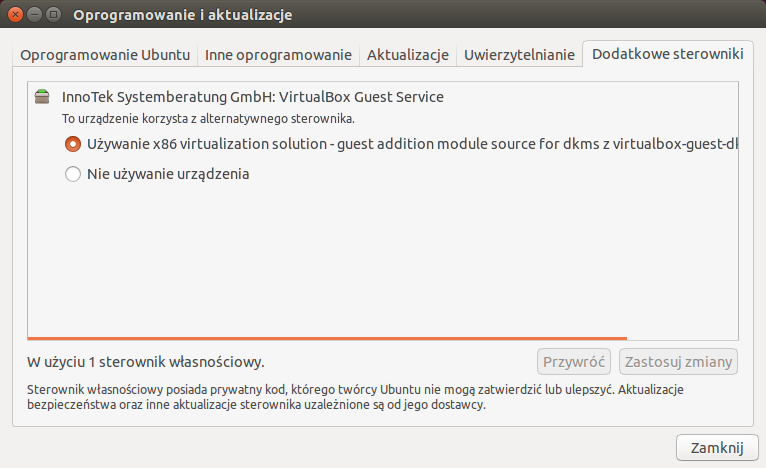 Oprogramowanie i aktualizacje
Oprogramowanie Ubuntu Inne oprogramowanie Aktualizacje Uwierzytelnianie Dodatkowe sterowniki
InnoTek Systemberatung GmbH: VirtualBox Guest Service
To urządzenie korzysta z alternatywnego sterownika.
Używanie x86 virtualization solution - guest addition module source for dkms z virtualbox-guest-dk
Nie używanie urządzenia
W użyciu 1 sterownik własnościowy.
Przywróć Zastosuj zmiany
Sterownik własnościowy posiada prywatny kod, którego twórcy Ubuntu nie mogą zatwierdzić lub ulepszyć. Aktualizacje
bezpieczeństwa oraz inne aktualizacje sterownika uzależnione są od jego dostawcy.
Zamknij